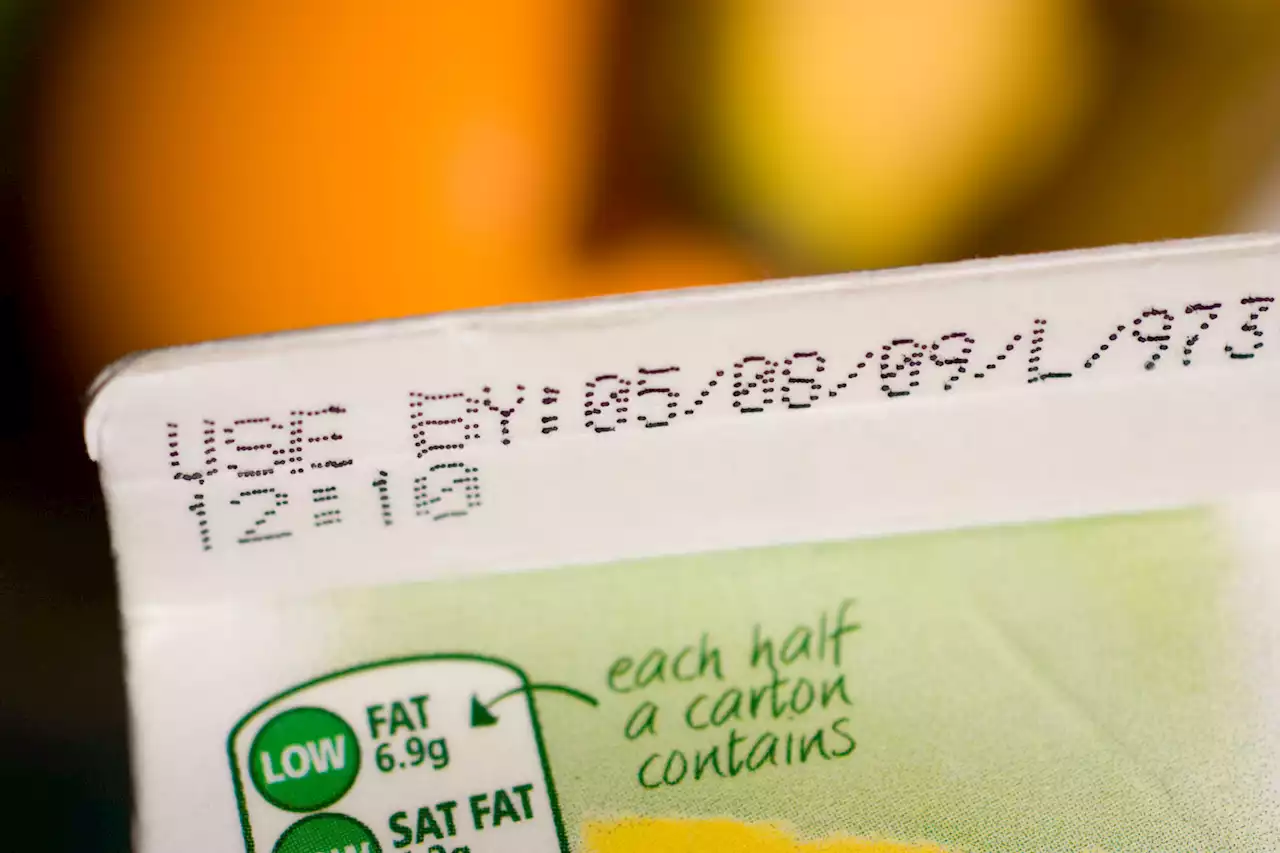 USE BY:05/08/09/L/973
12:10
each half
a carton
contains
LOW FAT
6.9g
SAT FAT